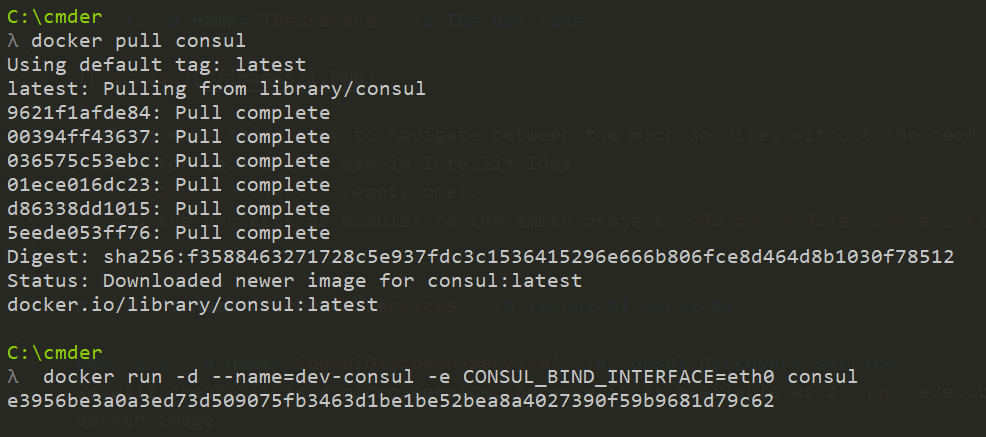 C:\cmder
λ docker pull consul
Using default tag: latest
latest: Pulling from library/consul
9621f1afde84: Pull complete
00394ff43637: Pull complete
036575c53ebc: Pull complete
01ece016dc23: Pull complete
d86338dd1015: Pull complete
5eede053ff76: Pull complete
Digest: sha256:f3588463271728c5e937fdc3c1536415296e666b806fce8d464d8b1030f78512
Status: Downloaded newer image for consul:latest
docker.io/library/consul:latest
C:\cmder
λ  docker run -d --name=dev-consul -e CONSUL_BIND_INTERFACE=eth0 consul
e3956be3a0a3ed73d509075fb3463d1be1be52bea8a4027390f59b9681d79c62